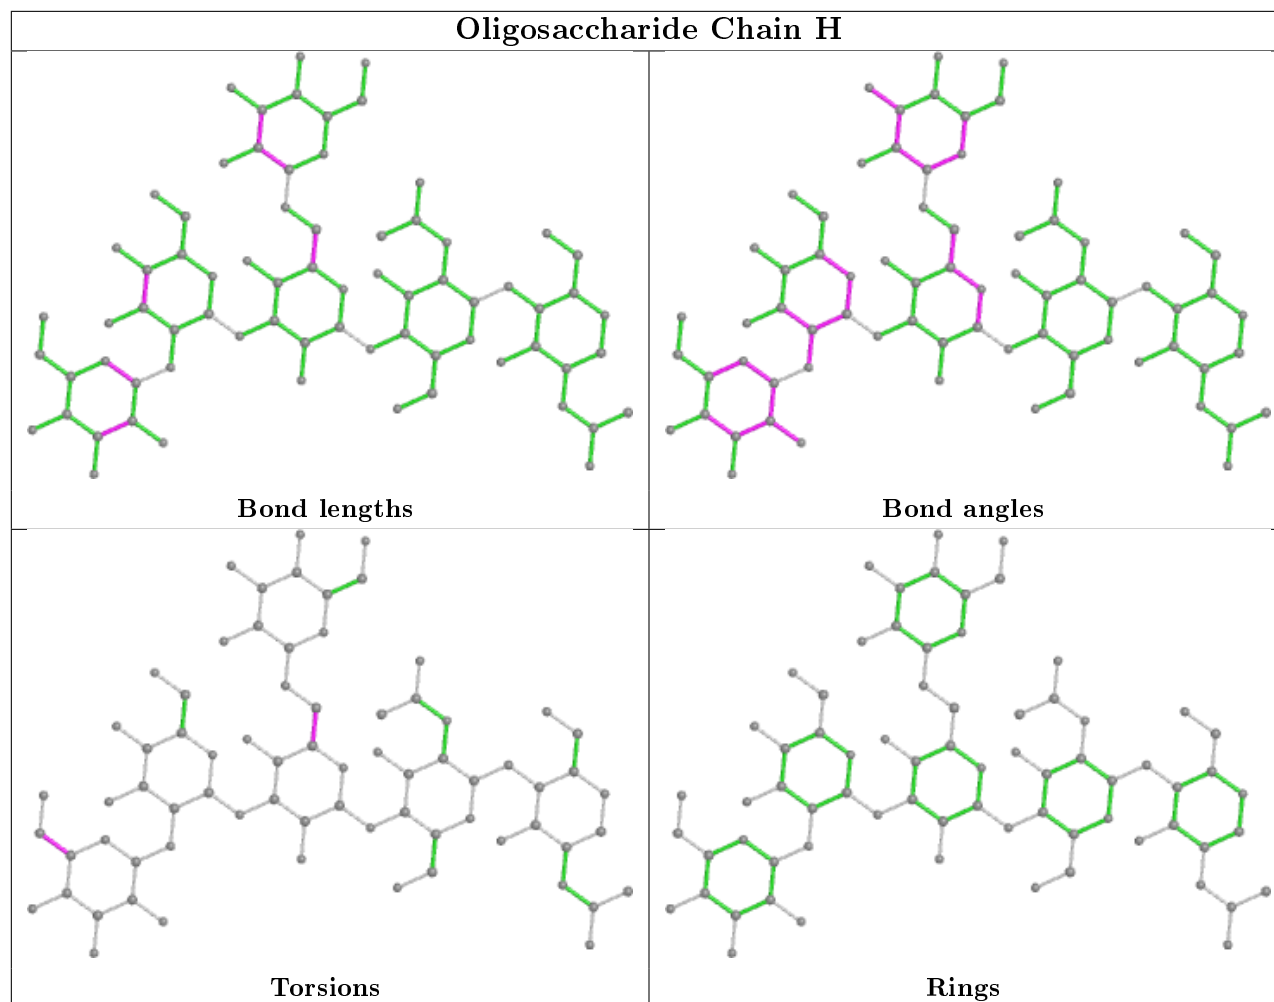 Oligosaccharide Chain H
Bond lengths
Bond angles
Torsions
Rings